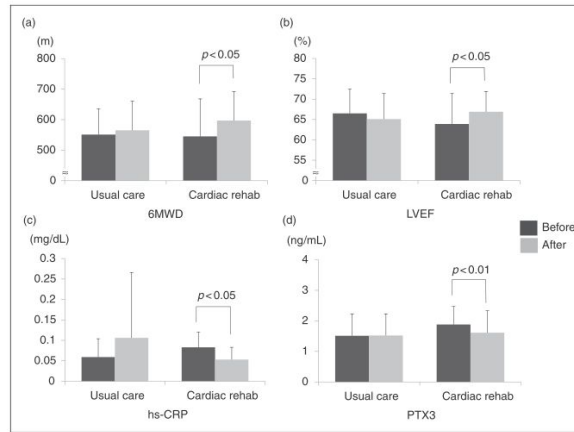 (a)
(m)
800
700
600
500
0
p<0.05
Usual care
Cardiac rehab
6MWD
(b)
(%)
80
75
70
65
60
55
0
p<0.05
Usual care
Cardiac rehab
LVEF
(c)
(mg/dL)
0.3
0.25
0.2
0.15
0.1
0.05
0
p<0.05
Usual care
Cardiac rehab
hs-CRP
(d)
(ng/mL)
4
3
2
1
0
p<0.01
Usual care
Cardiac rehab
PTX3
Before
After